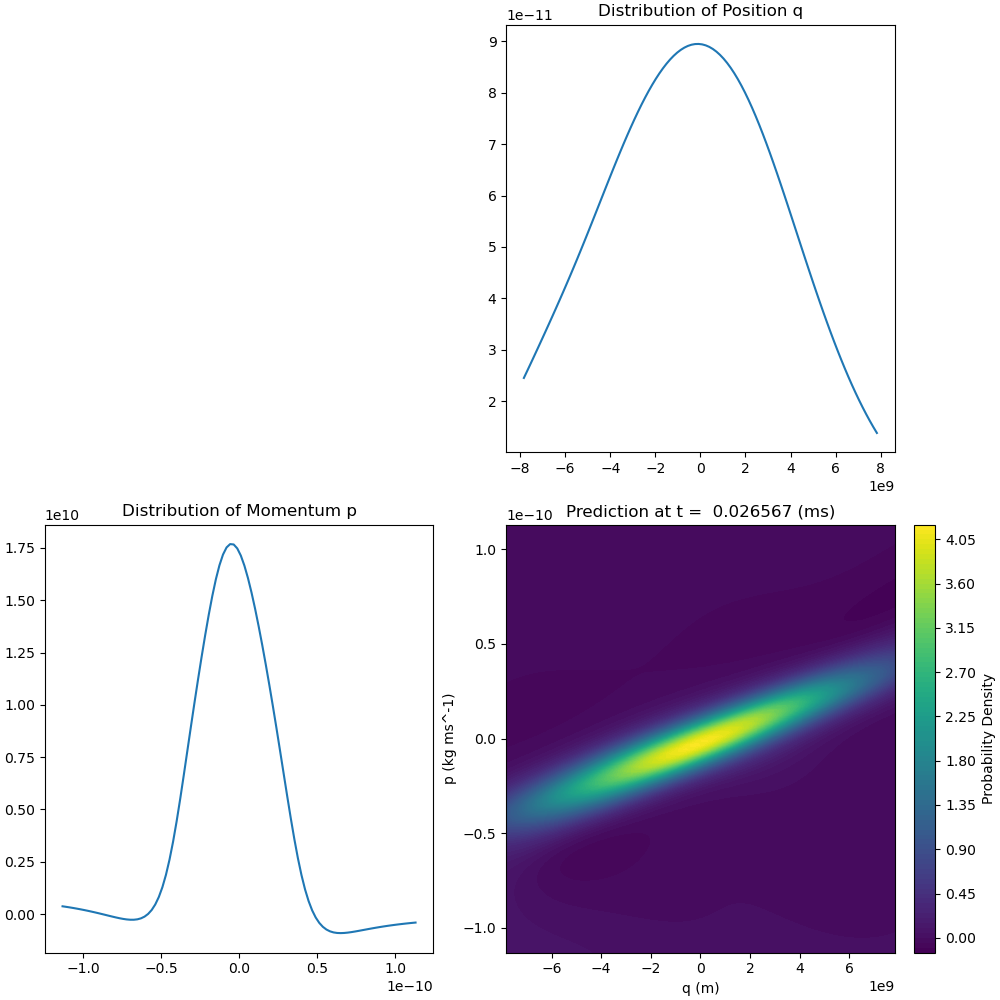 Distribution of Position q
1e−11
9
8
7
6
5
4
3
2
−8 −6 −4 −2 0 2 4 6 8
1e9
Distribution of Momentum p
1e10
1.75
1.50
1.25
1.00
0.75
0.50
0.25
0.00
−1.0 −0.5 0.0 0.5 1.0
1e−10
Prediction at t =  0.026567 (ms)
1e−10
1.0
0.5
0.0
−0.5
−1.0
p (kg ms^-1)
−6 −4 −2 0 2 4 6
1e9
q (m)
4.05
3.60
3.15
2.70
2.25
1.80
1.35
0.90
0.45
0.00
Probability Density